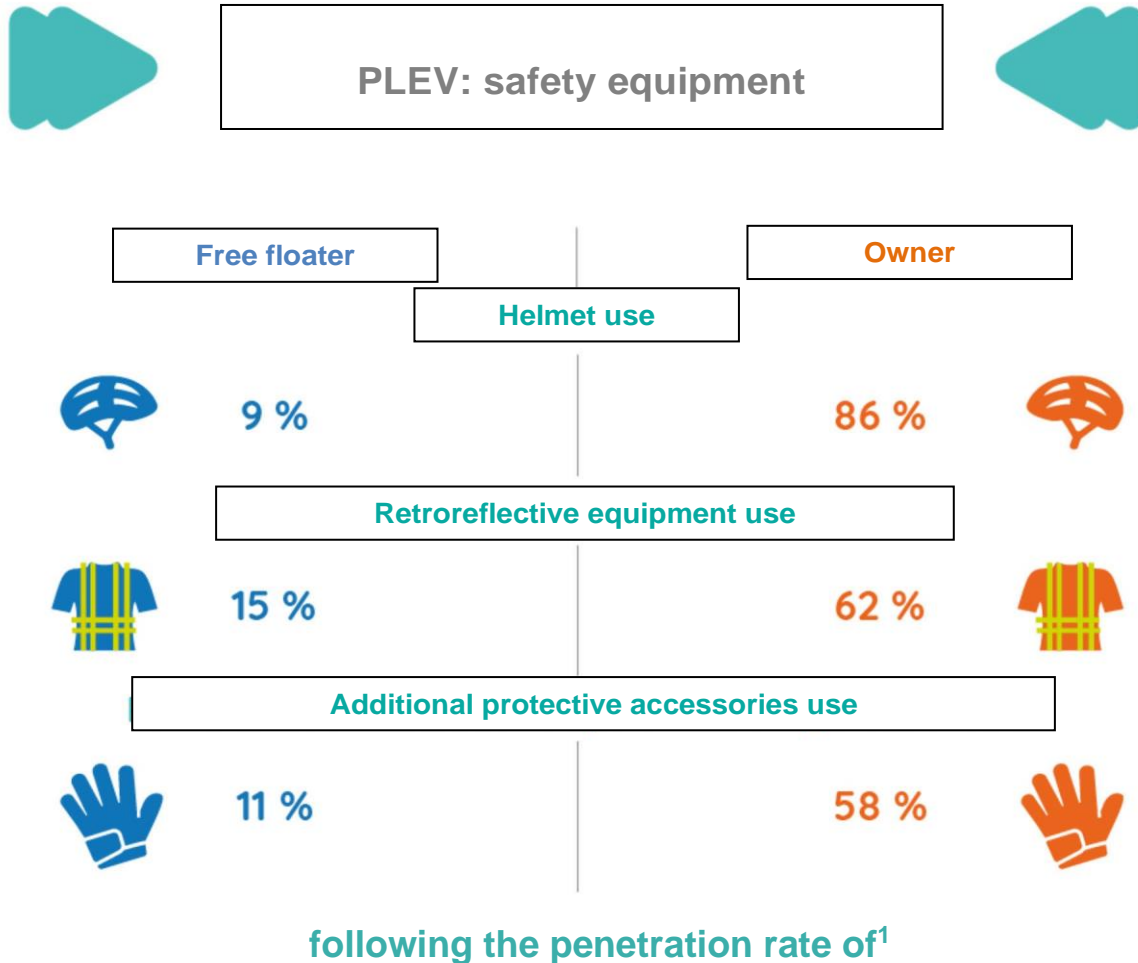 PLEV: safety equipment
Free floater
Owner
Helmet use
9 %
86 %
Retroreflective equipment use
15 %
62 %
Additional protective accessories use
11 %
58 %
following the penetration rate of¹